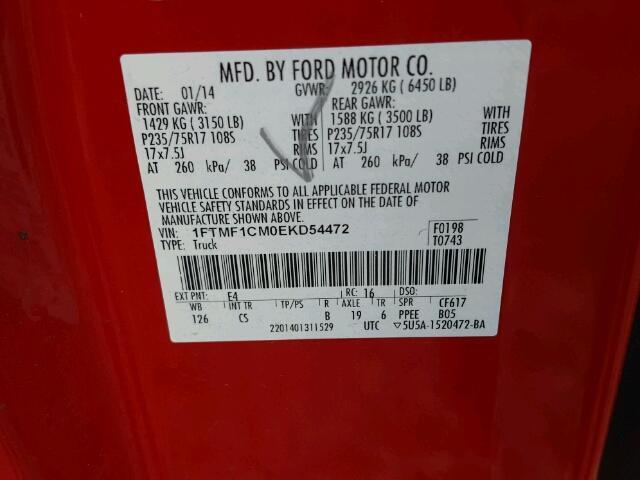 MFD. BY FORD MOTOR CO.
DATE: 01/14 GVWR: 2926 KG ( 6450 LB)
FRONT GAWR: REAR GAWR:
1429 KG ( 3150 LB) WITH 1588 KG ( 3500 LB) WITH
P235/75R17 108S TIRES P235/75R17 108S TIRES
17x7.5J RIMS 17x7.5J RIMS
AT 260 kPa/ 38 PSI COLD AT 260 kPa/ 38 PSI COLD
THIS VEHICLE CONFORMS TO ALL APPLICABLE FEDERAL MOTOR
VEHICLE SAFETY STANDARDS IN EFFECT ON THE DATE OF
MANUFACTURE SHOWN ABOVE.
VIN: 1FTMF1CM0EKD54472 F0198
TYPE: Truck T0743
EXT PNT: E4 RC: 16 DSO:
WB INT TR TP/PS R AXLE TR SPR CF617
126 CS B 19 6 PPEE B05
2201401311529 UTC ▽5U5A-1520472-BA